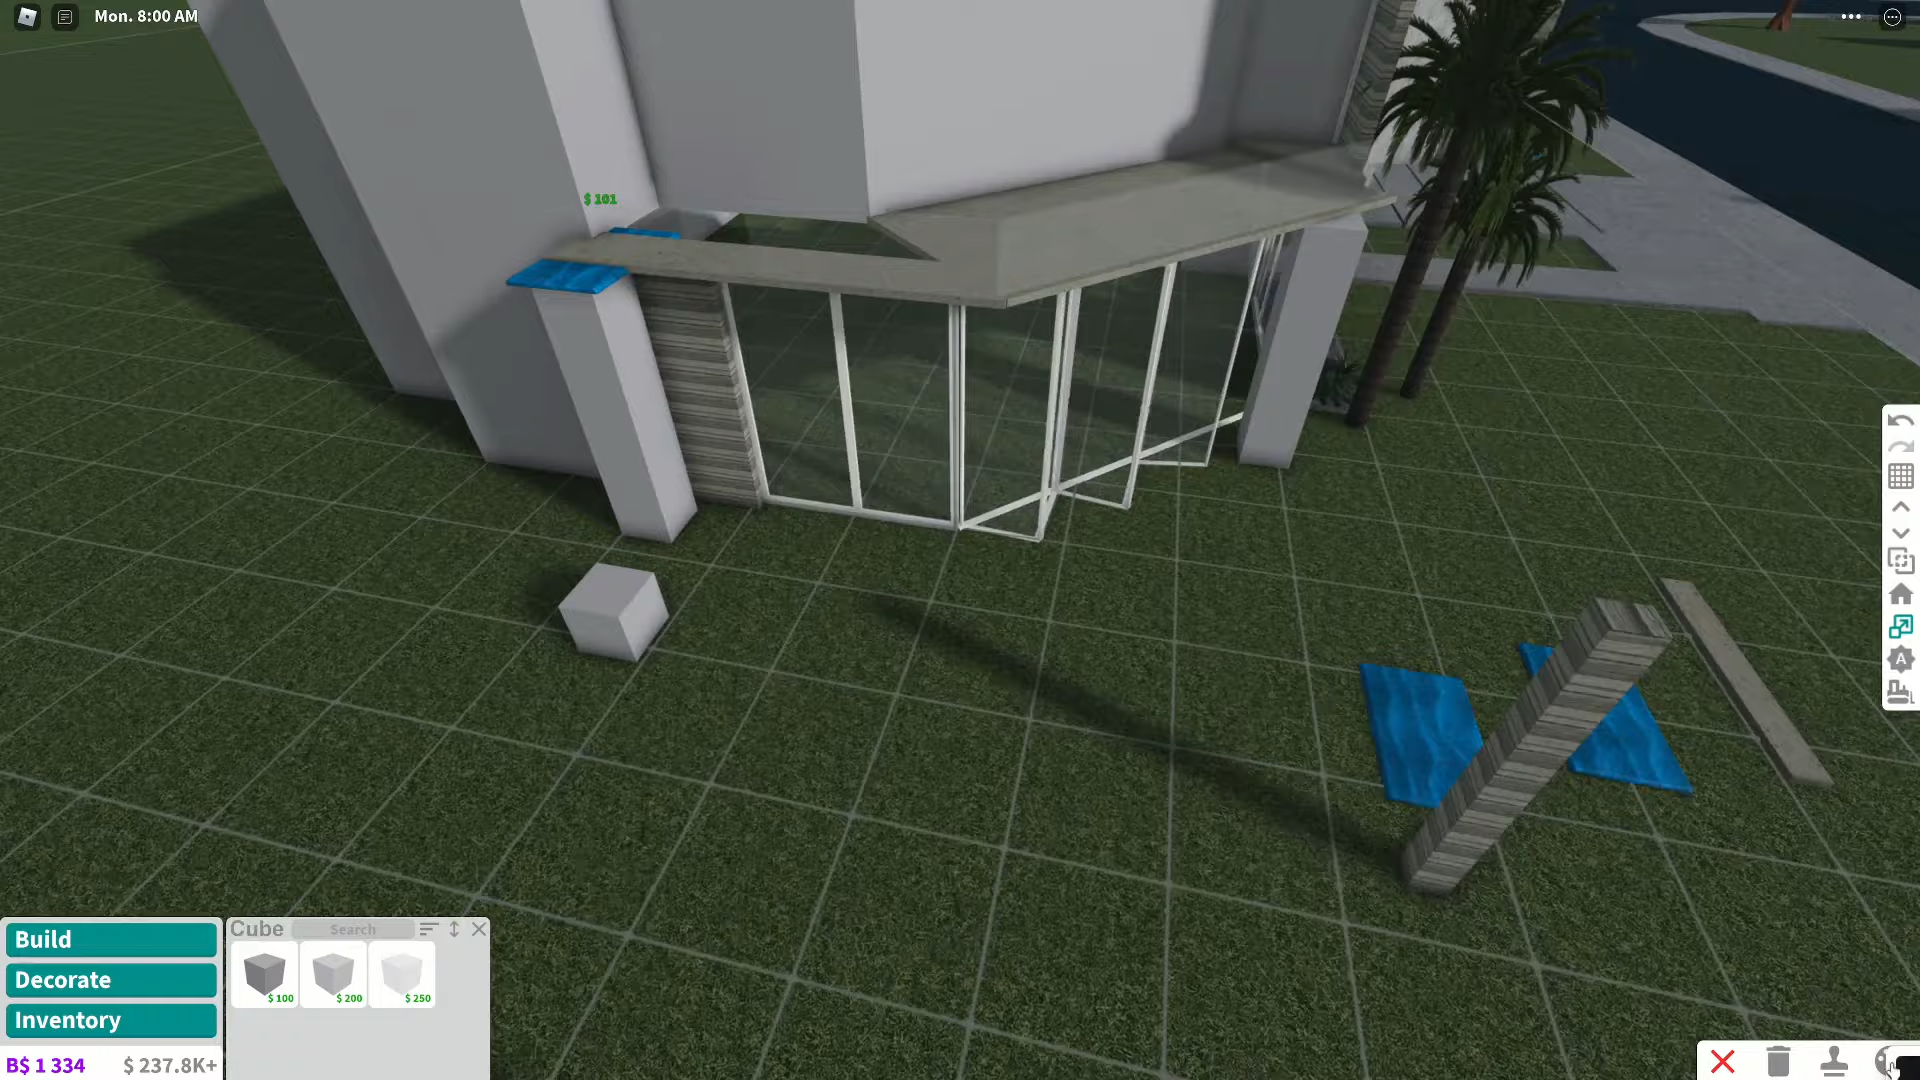 Mon. 8:00 AM
$ 101
Build
Decorate
Inventory
B$ 1 334
$ 237.8K+
Cube
Search
$ 100
$ 200
$ 250
A